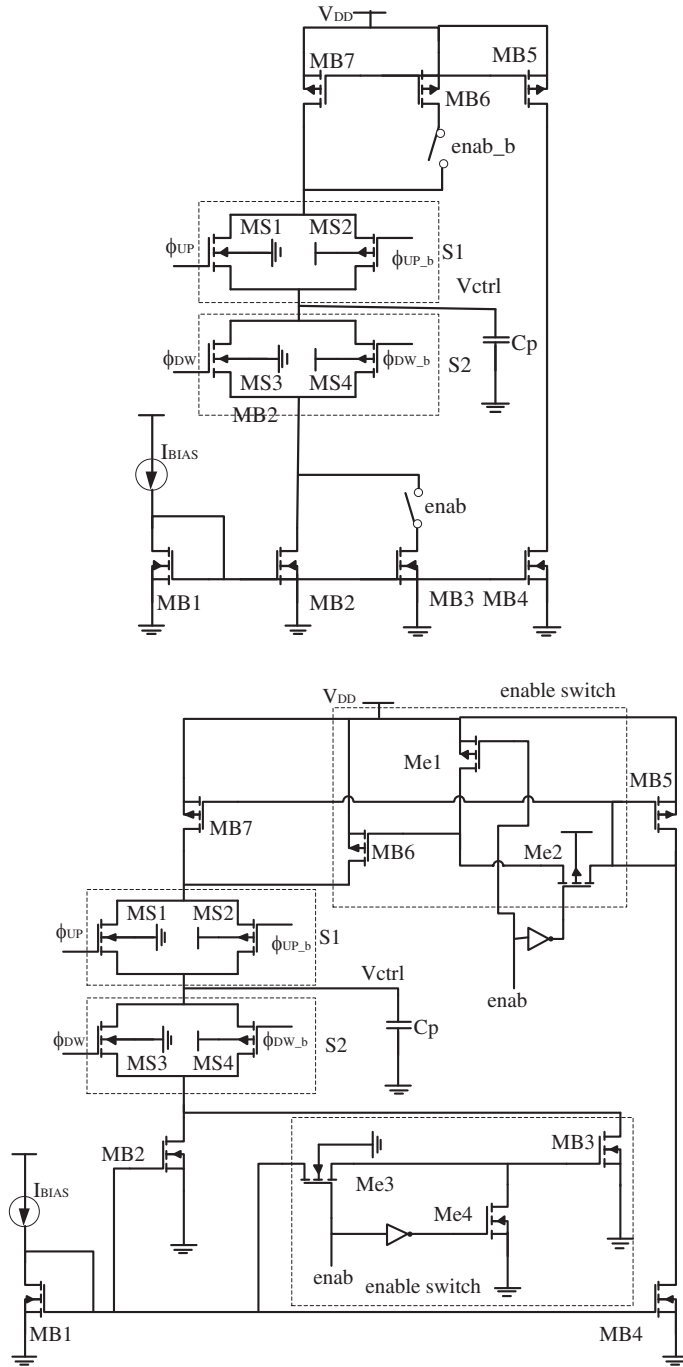 VDD
MB7
MB5
MB6
enab_b
MS1
MS2
ϕUP
ϕUP_b
S1
Vctrl
ϕDW
ϕDW_b
Cp
MS3
MS4
S2
MB2
IBIAS
enab
MB1
MB2
MB3
MB4
enable switch
VDD
Me1
MB5
MB7
MB6
Me2
MS1
MS2
ϕUP
ϕUP_b
S1
enab
Vctrl
ϕDW
ϕDW_b
Cp
MS3
MS4
S2
MB2
MB3
Me3
Me4
IBIAS
enab
enable switch
MB1
MB4